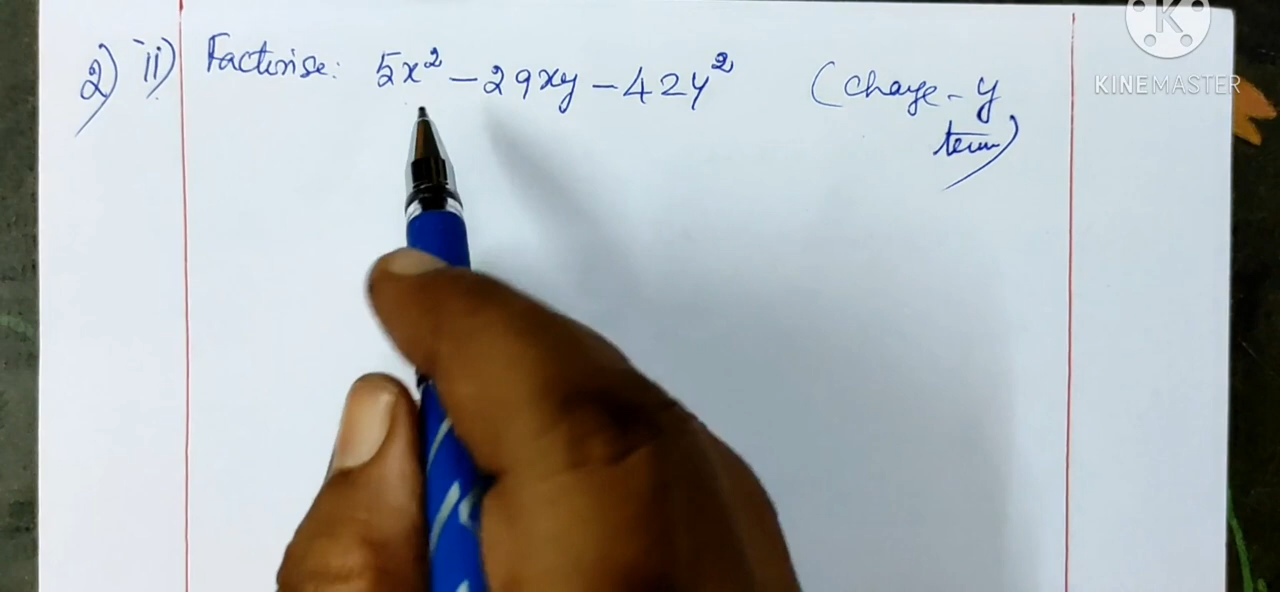 2) ii) Factorise: 5x² - 29xy - 42y² (Change - y
term)
K
KINEMASTER